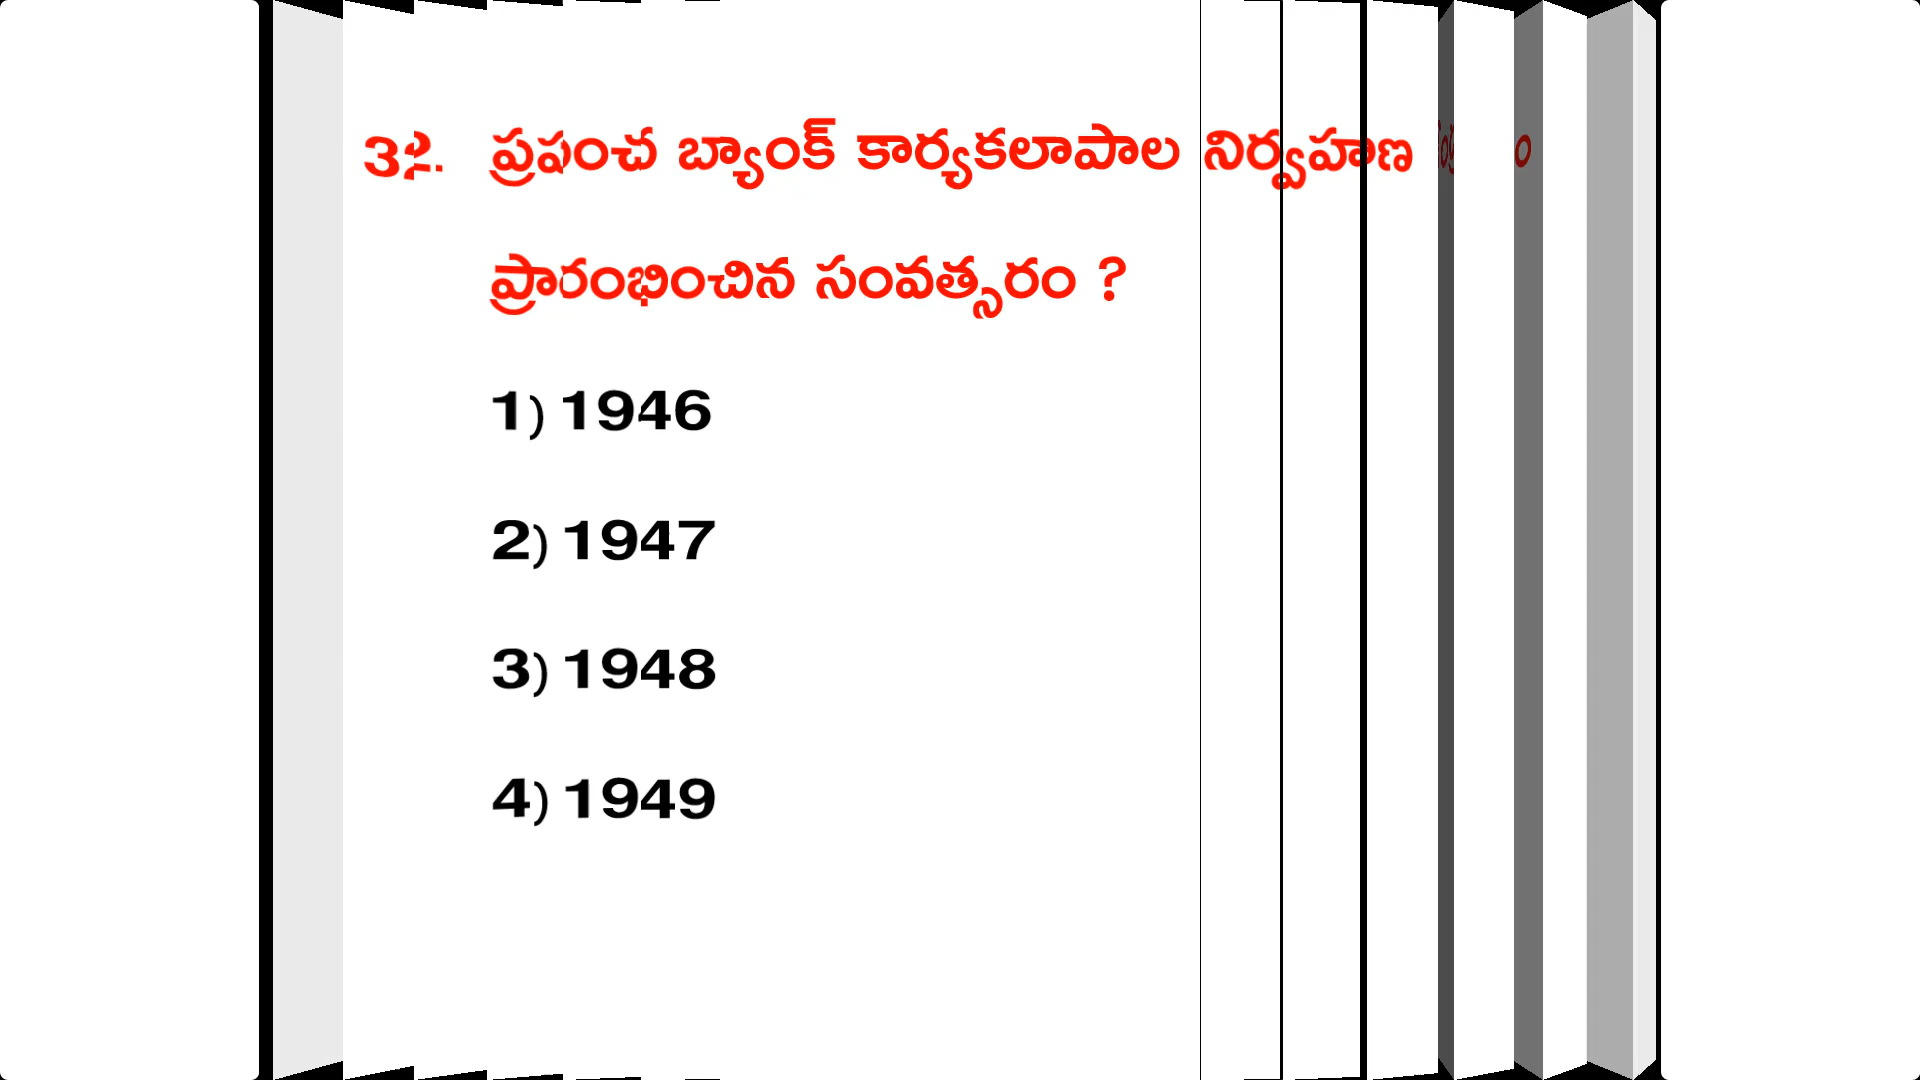 32. ప్రపంచ బ్యాంక్ కార్యకలాపాల నిర్వహణ
ప్రారంభించిన సంవత్సరం ?
1) 1946
2) 1947
3) 1948
4) 1949